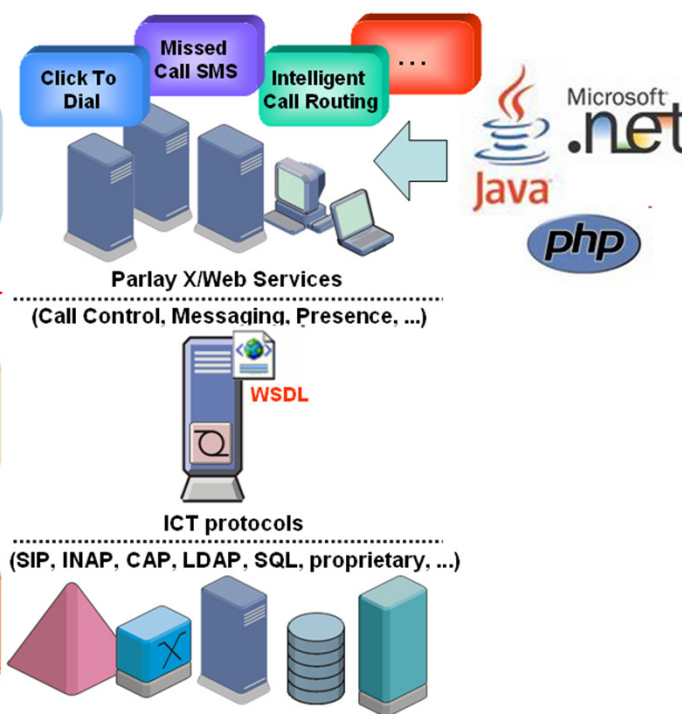 Click To
Dial
Missed
Call SMS
Intelligent
Call Routing
...
Java
Microsoft
.net
php
Parlay X/Web Services
(Call Control, Messaging, Presence, ...)
WSDL
ICT protocols
(SIP, INAP, CAP, LDAP, SQL, proprietary, ...)